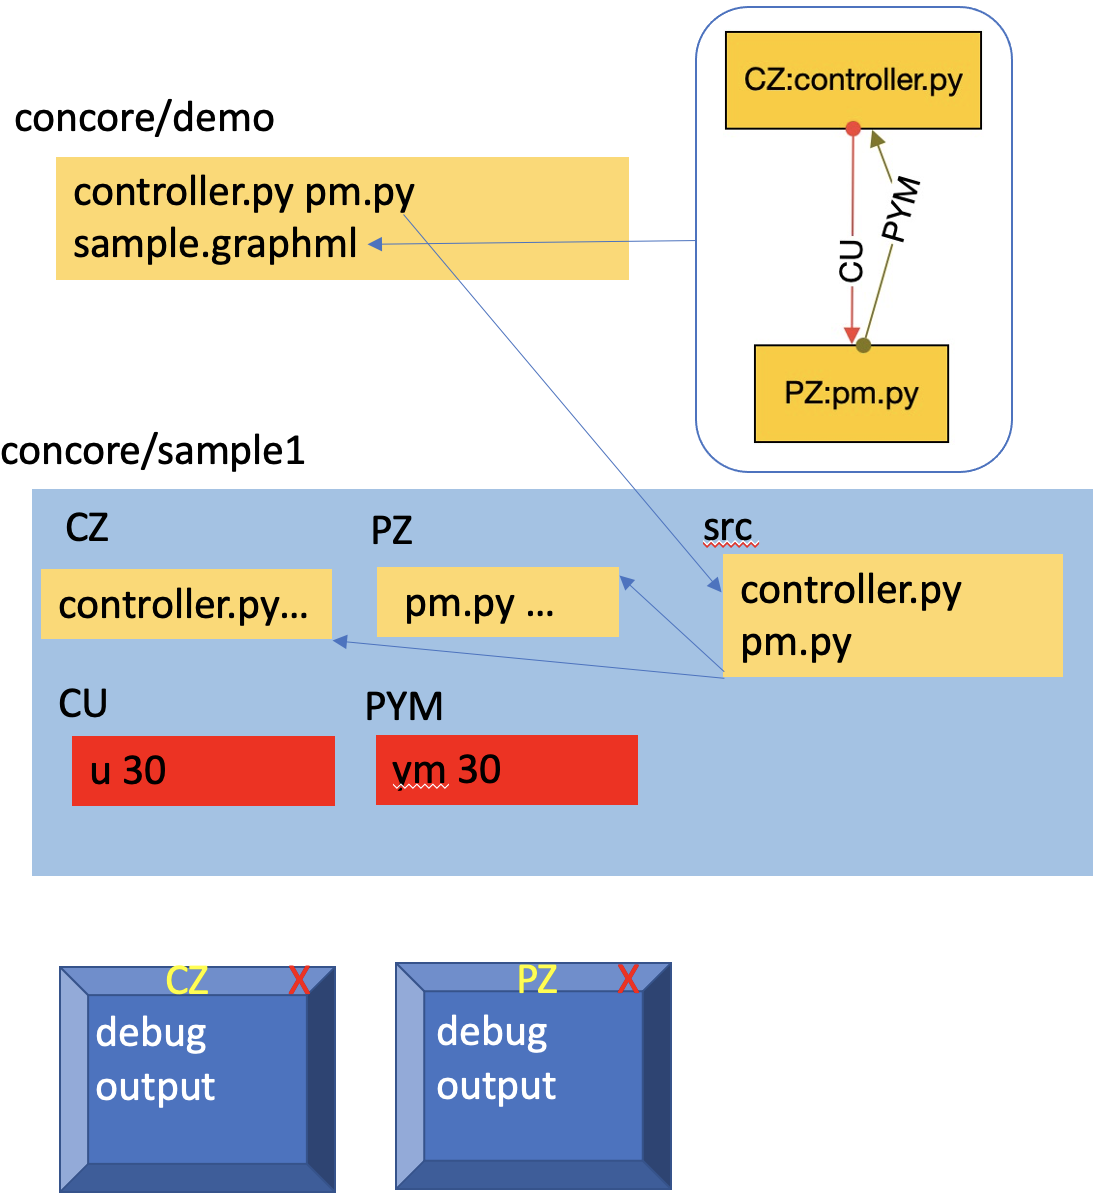 CZ:controller.py
concore/demo
controller.py pm.py
sample.graphml
PYM
CU
PZ:pm.py
concore/sample1
CZ
PZ
src
controller.py...
pm.py ...
controller.py
pm.py
CU
PYM
u 30
ym 30
CZ X
debug
output
PZ X
debug
output